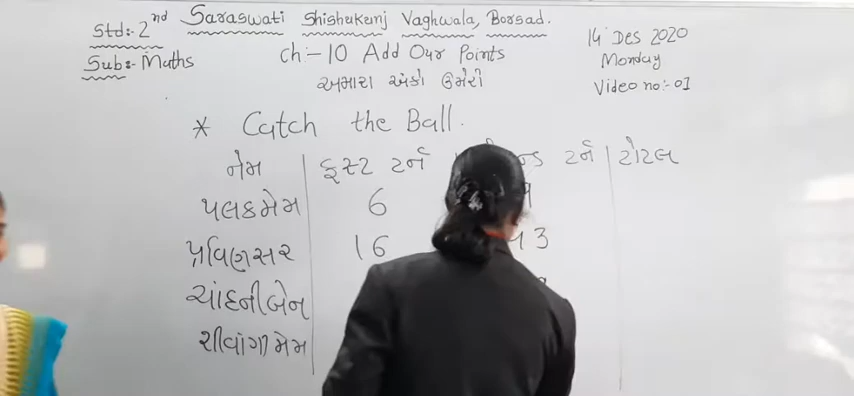 Std:- 2nd
Saraswati Shishukunj Vaghwala, Borsad.
14 Des 2020
Sub:- Maths
Ch:- 10 Add Our Points
Monday
અમારા અંકો ઉમેરો
Video no:- 01
* Catch the Ball.
નેમ ફસ્ટ ટર્ન ટર્ન ટોટલ
પલકમેમ 6
પ્રવિણસર 16 3
ચાંદનીબેન
શીવાંગીમેમ